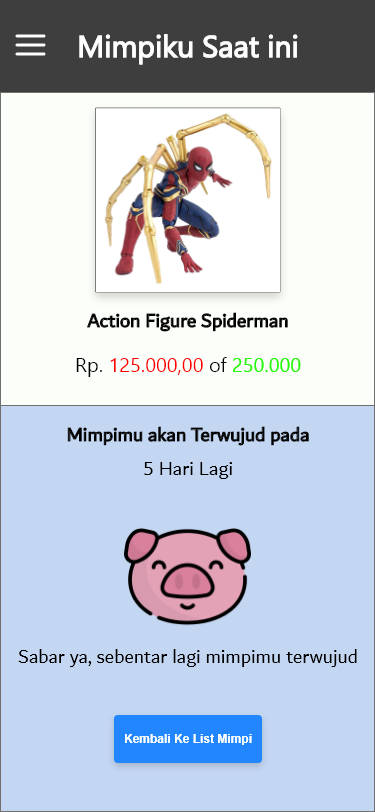 Mimpiku Saat ini
Action Figure Spiderman
Rp. 125.000,00 of 250.000
Mimpimu akan Terwujud pada
5 Hari Lagi
Sabar ya, sebentar lagi mimpimu terwujud
Kembali Ke List Mimpi